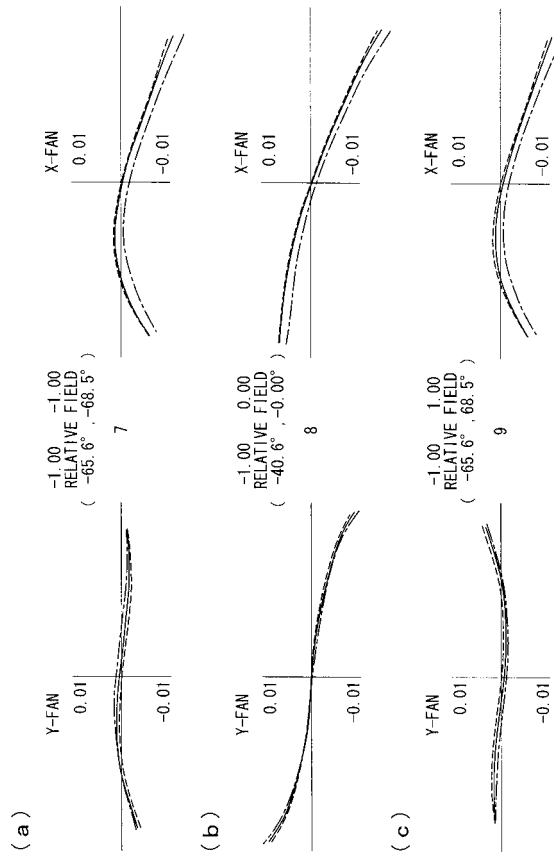 (a)
Y-FAN
0.01
-0.01
-1.00 -1.00
RELATIVE FIELD
( -65.6° , -68.5° )
7
X-FAN
0.01
-0.01
(b)
Y-FAN
0.01
-0.01
-1.00 0.00
RELATIVE FIELD
( -40.6° , -0.00° )
8
X-FAN
0.01
-0.01
(c)
Y-FAN
0.01
-0.01
-1.00 1.00
RELATIVE FIELD
( -65.6° , 68.5° )
9
X-FAN
0.01
-0.01